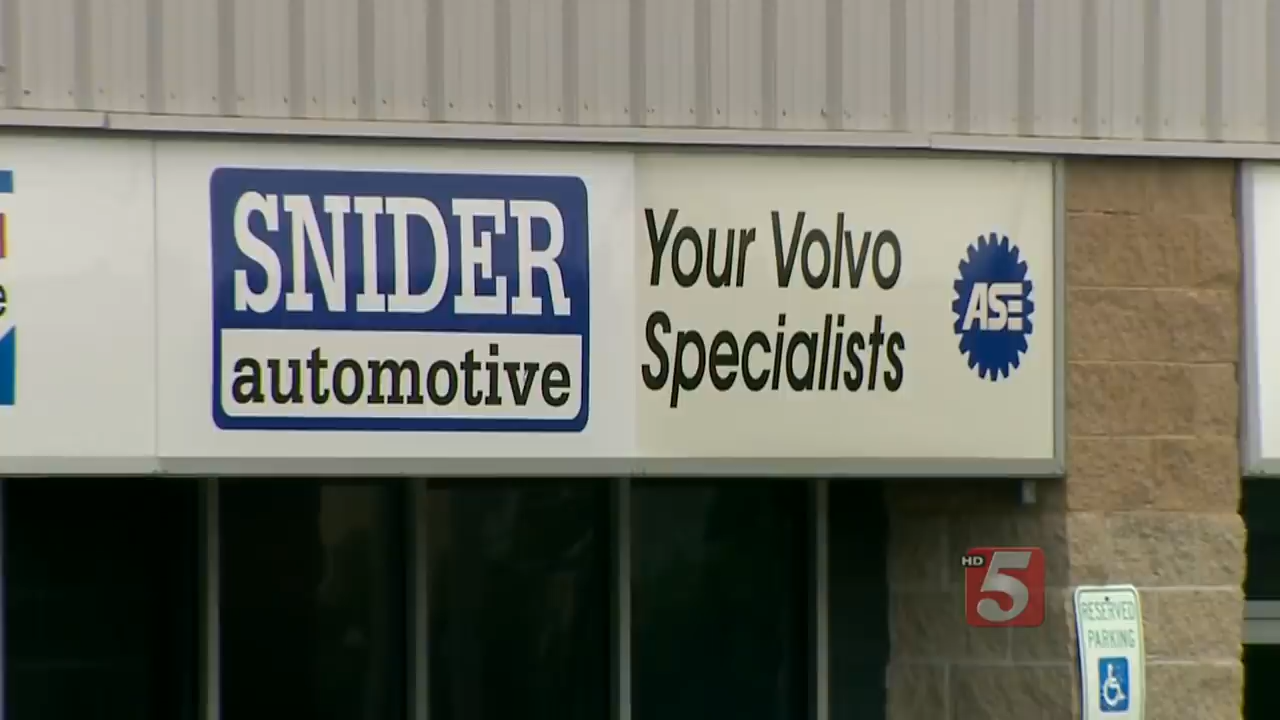 SNIDER
automotive
Your Volvo
Specialists
ASE
HD
5
RESERVED
PARKING